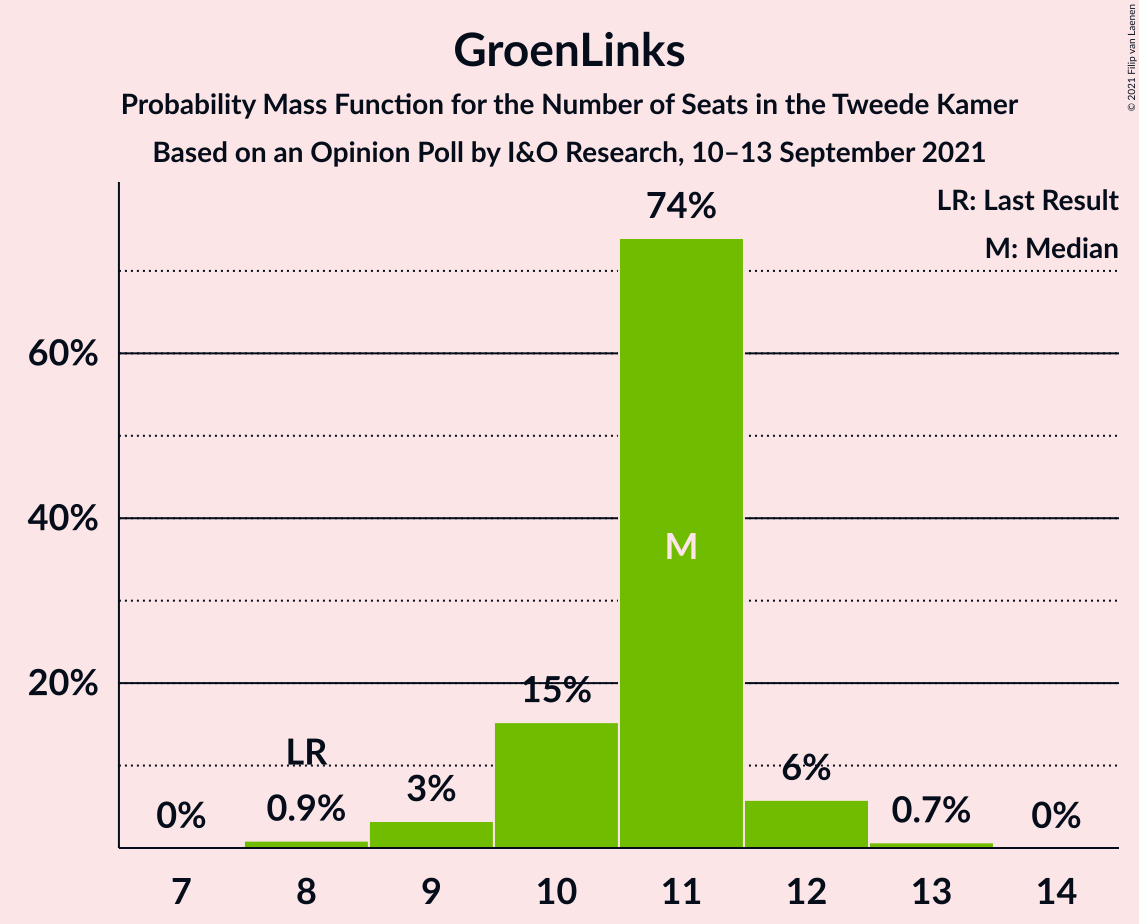 GroenLinks
Probability Mass Function for the Number of Seats in the Tweede Kamer
Based on an Opinion Poll by I&O Research, 10–13 September 2021
© 2021 Filip van Laenen
LR: Last Result
M: Median
74%
60%
40%
M
20%
15%
LR
6%
3%
0%
0.9%
0.7%
0%
7 8 9 10 11 12 13 14